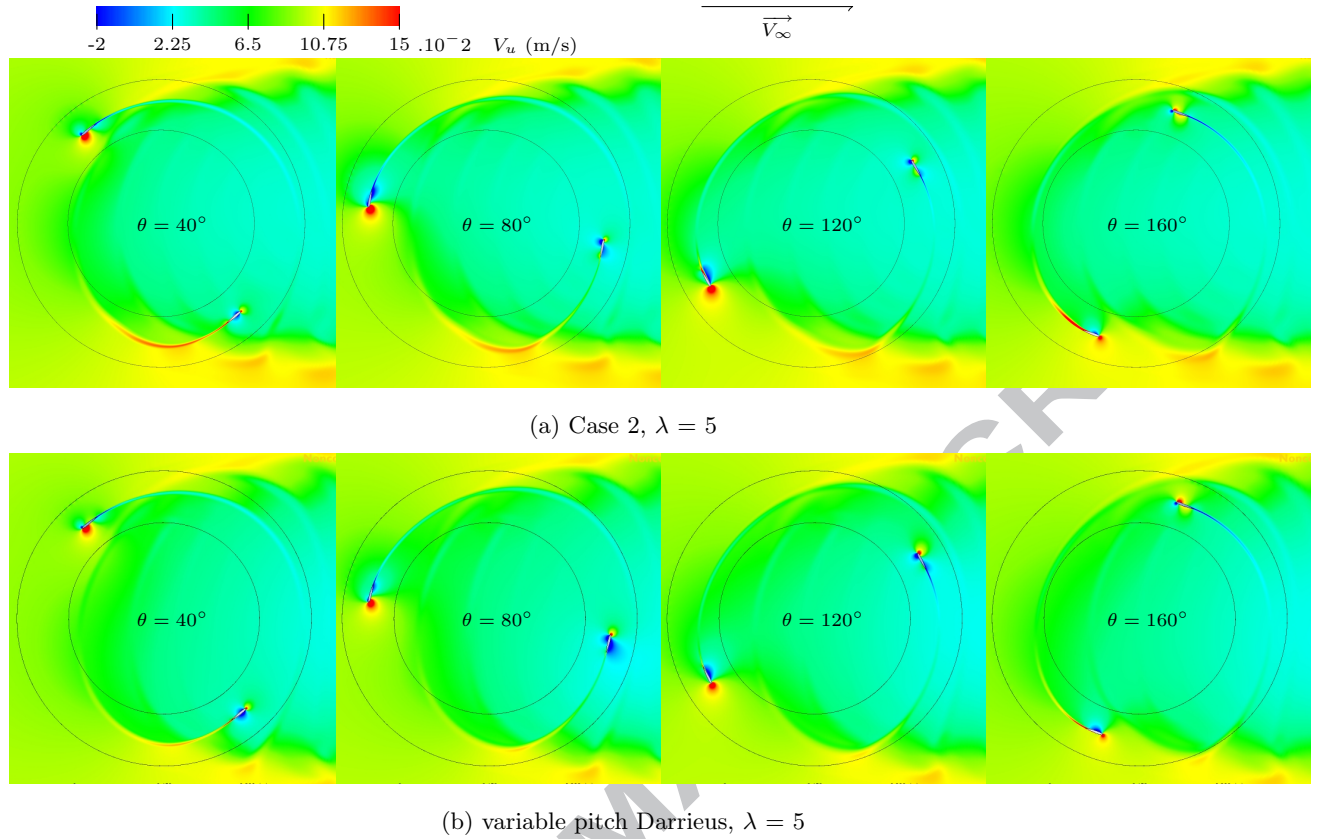 -2 2.25 6.5 10.75 15 .10⁻2 V_u (m/s)
V_∞
θ = 40° θ = 80° θ = 120° θ = 160°
(a) Case 2, λ = 5
θ = 40° θ = 80° θ = 120° θ = 160°
(b) variable pitch Darrieus, λ = 5